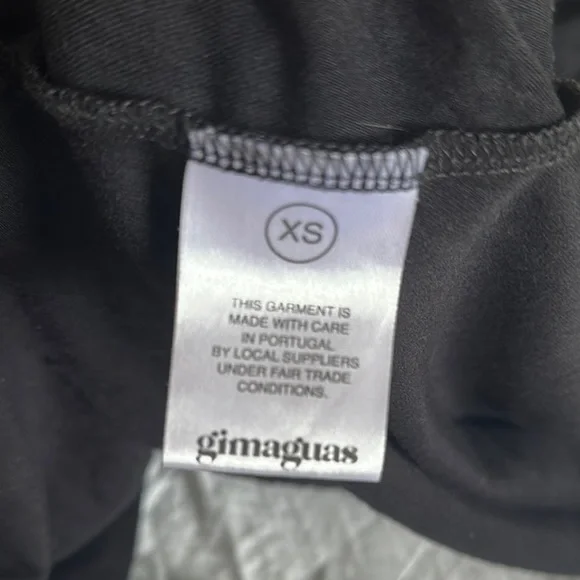 XS
THIS GARMENT IS
MADE WITH CARE
IN PORTUGAL
BY LOCAL SUPPLIERS
UNDER FAIR TRADE
CONDITIONS.
gimaguas